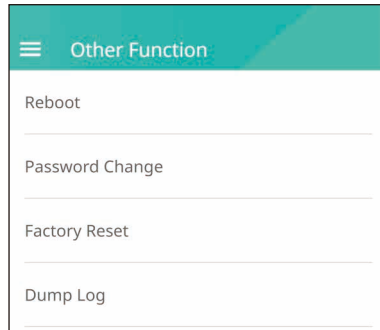 Other Function
Reboot
Password Change
Factory Reset
Dump Log